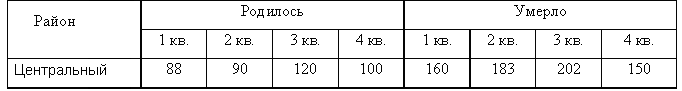 Район Родилось Умерло
1 кв. 2 кв. 3 кв. 4 кв. 1 кв. 2 кв. 3 кв. 4 кв.
Центральный 88 90 120 100 160 183 202 150